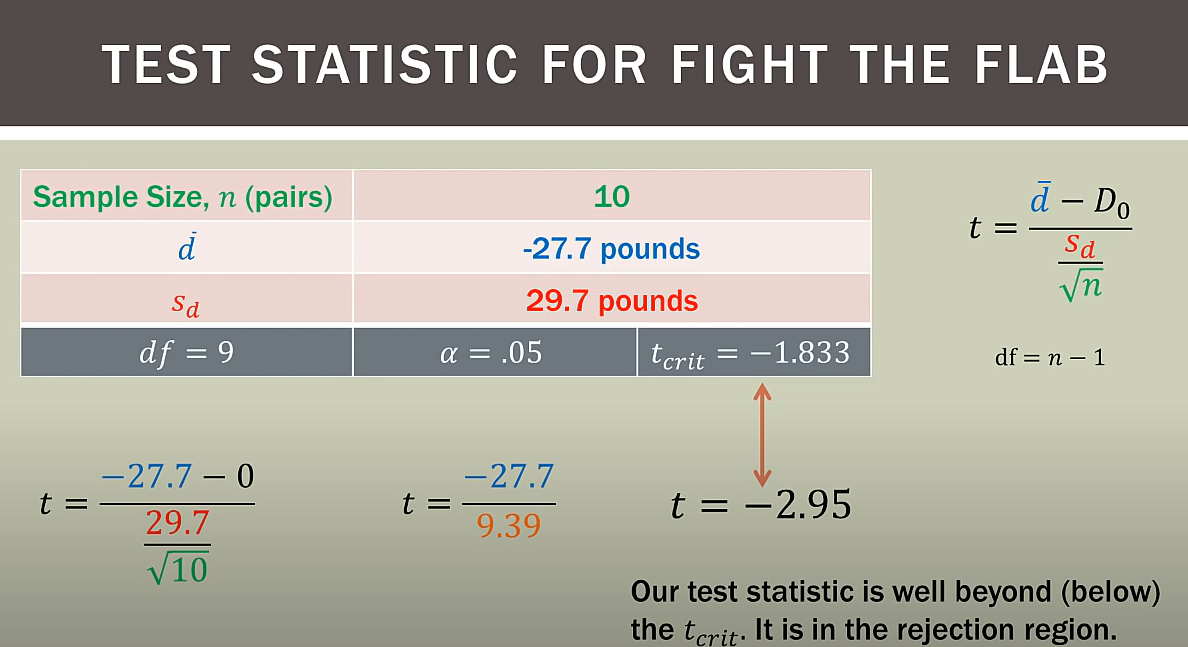 TEST STATISTIC FOR FIGHT THE FLAB
Sample Size, n (pairs) 10
d̄ -27.7 pounds
s_d 29.7 pounds
df = 9 α = .05 t_crit = −1.833
t = (d̄ − D₀) / (s_d / √n)
df = n − 1
t = (−27.7 − 0) / (29.7 / √10)
t = −27.7 / 9.39
t = −2.95
Our test statistic is well beyond (below)
the t_crit. It is in the rejection region.